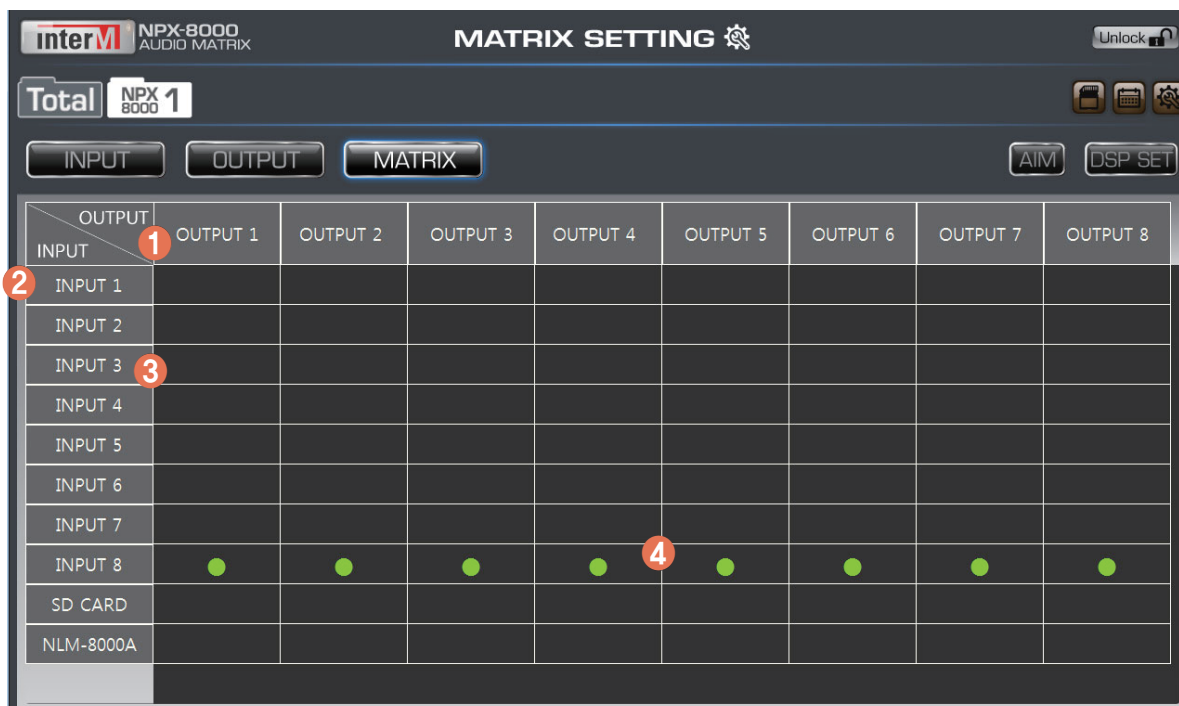 interM NPX-8000 AUDIO MATRIX
MATRIX SETTING
Unlock
Total
NPX 8000 1
INPUT
OUTPUT
MATRIX
AIM
DSP SET
OUTPUT
INPUT
1
OUTPUT 1 OUTPUT 2 OUTPUT 3 OUTPUT 4 OUTPUT 5 OUTPUT 6 OUTPUT 7 OUTPUT 8
2
INPUT 1
INPUT 2
INPUT 3
3
INPUT 4
INPUT 5
INPUT 6
INPUT 7
INPUT 8
4
SD CARD
NLM-8000A